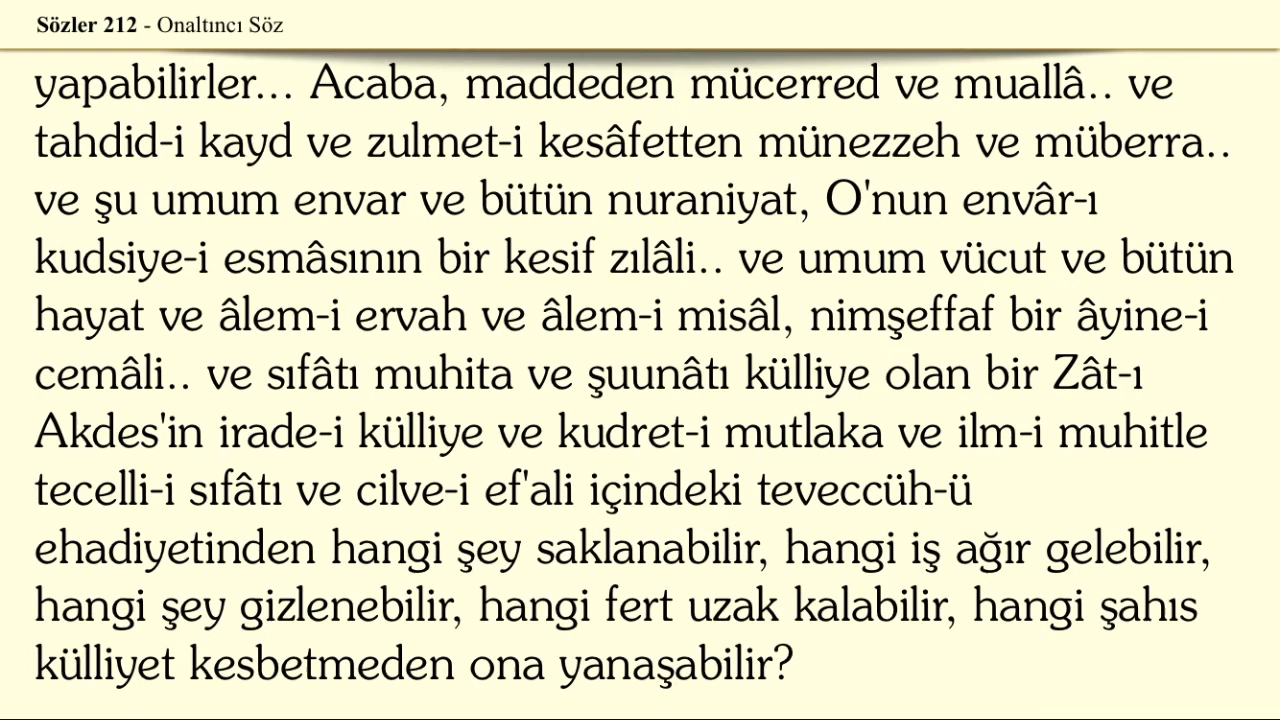 Sözler 212 - Onaltıncı Söz
yapabilirler... Acaba, maddeden mücerred ve muallâ.. ve
tahdid-i kayd ve zulmet-i kesâfetten münezzeh ve müberra..
ve şu umum envar ve bütün nuraniyat, O'nun envâr-ı
kudsiye-i esmâsının bir kesif zılâli.. ve umum vücut ve bütün
hayat ve âlem-i ervah ve âlem-i misâl, nimşeffaf bir âyine-i
cemâli.. ve sıfâtı muhita ve şuunâtı külliye olan bir Zât-ı
Akdes'in irade-i külliye ve kudret-i mutlaka ve ilm-i muhitle
tecelli-i sıfâtı ve cilve-i ef'ali içindeki teveccüh-ü
ehadiyetinden hangi şey saklanabilir, hangi iş ağır gelebilir,
hangi şey gizlenebilir, hangi fert uzak kalabilir, hangi şahıs
külliyet kesbetmeden ona yanaşabilir?